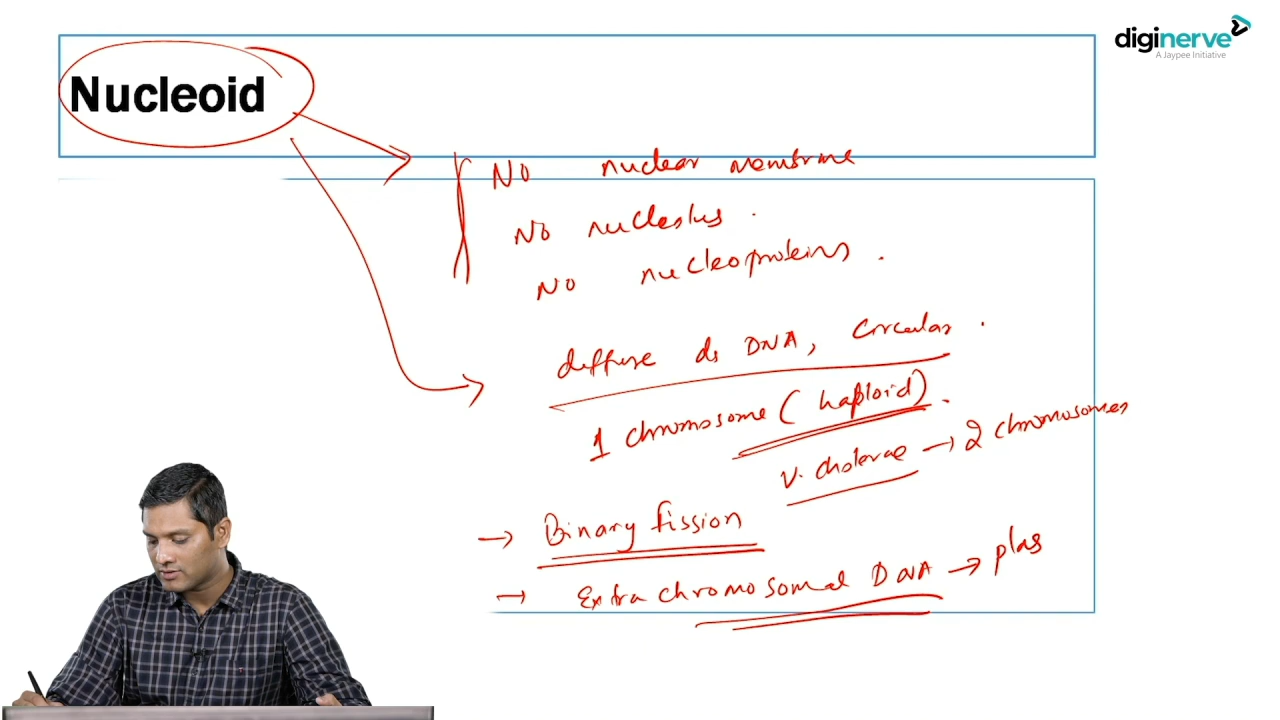 diginerve
A Jaypee Initiative
Nucleoid
No nuclear membrane
No nucleolus.
No nucleoproteins.
diffuse ds DNA, circular.
1 chromosome (haploid).
V. cholerae → 2 chromosomes
→ Binary fission
→ Extra chromosomal DNA → plas